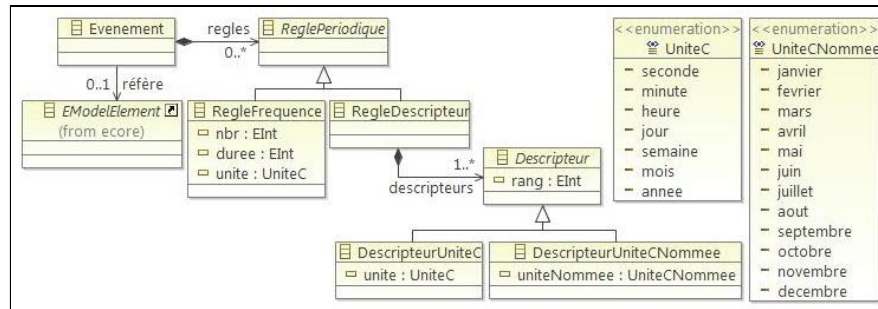 Evenement
regles
0..*
ReglePeriodique
0..1 réfère
EModelElement
(from ecore)
RegleFrequence
nbr : EInt
duree : EInt
unite : UniteC
RegleDescripteur
1..*
descripteurs
Descripteur
rang : EInt
DescripteurUniteC
unite : UniteC
DescripteurUniteCNommee
uniteNommee : UniteCNommee
<<enumeration>>
UniteC
seconde
minute
heure
jour
semaine
mois
annee
<<enumeration>>
UniteCNommee
janvier
fevrier
mars
avril
mai
juin
juillet
aout
septembre
octobre
novembre
decembre